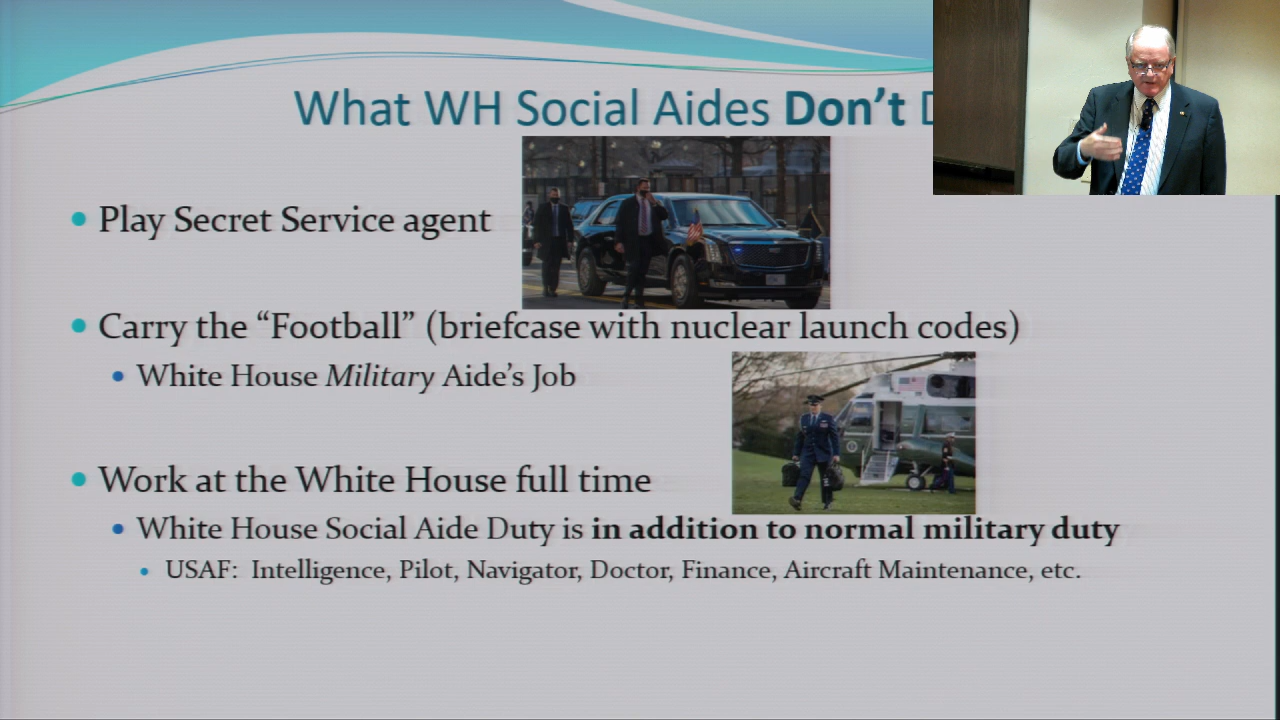 What WH Social Aides Don’t
Play Secret Service agent
Carry the “Football” (briefcase with nuclear launch codes)
White House Military Aide’s Job
Work at the White House full time
White House Social Aide Duty is in addition to normal military duty
USAF: Intelligence, Pilot, Navigator, Doctor, Finance, Aircraft Maintenance, etc.